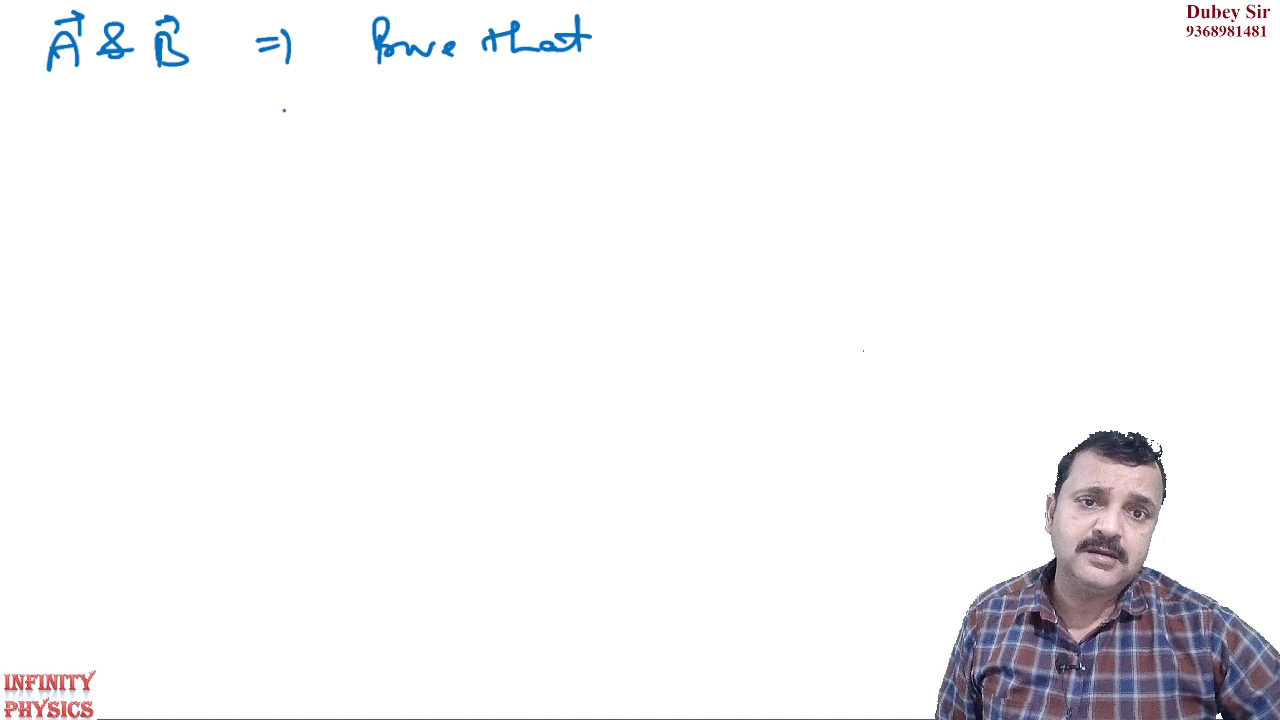 A⃗ & B⃗ ⇒ Prove that
Dubey Sir
9368981481
INFINITY
PHYSICS